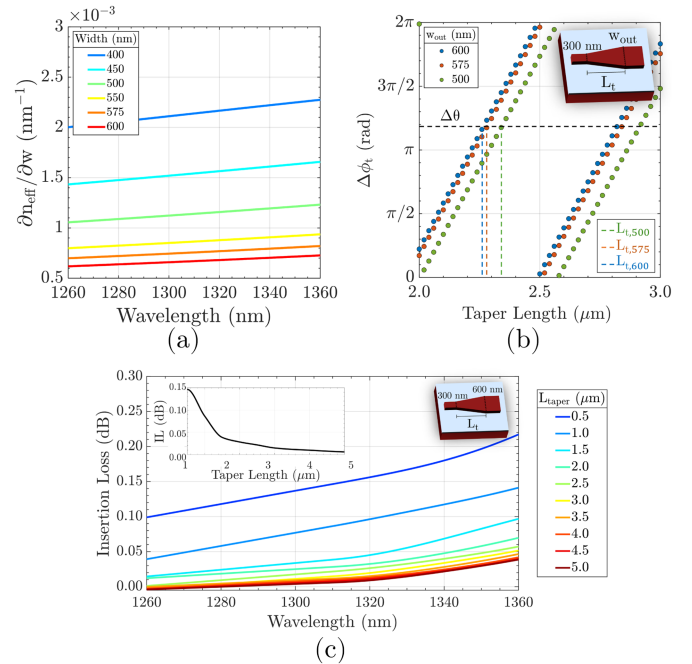 ×10⁻³
2
1.5
1
0.5
1260
1280
1300
1320
1340
1360
∂n_eff/∂w (nm⁻¹)
Wavelength (nm)
Width (nm)
400
450
500
550
575
600
(a)
2π
3π/2
π
π/2
0
2.0
2.5
3.0
Δϕ_t (rad)
Taper Length (μm)
w_out (nm)
600
575
500
300 nm
w_out
L_t
Δθ
L_t,500
L_t,575
L_t,600
(b)
0.30
0.25
0.20
0.15
0.10
0.05
0.00
1260
1280
1300
1320
1340
1360
Insertion Loss (dB)
Wavelength (nm)
0.15
0.10
0.05
0.00
1
2
3
4
5
IL (dB)
Taper Length (μm)
300 nm
600 nm
L_t
L_taper (μm)
0.5
1.0
1.5
2.0
2.5
3.0
3.5
4.0
4.5
5.0
(c)